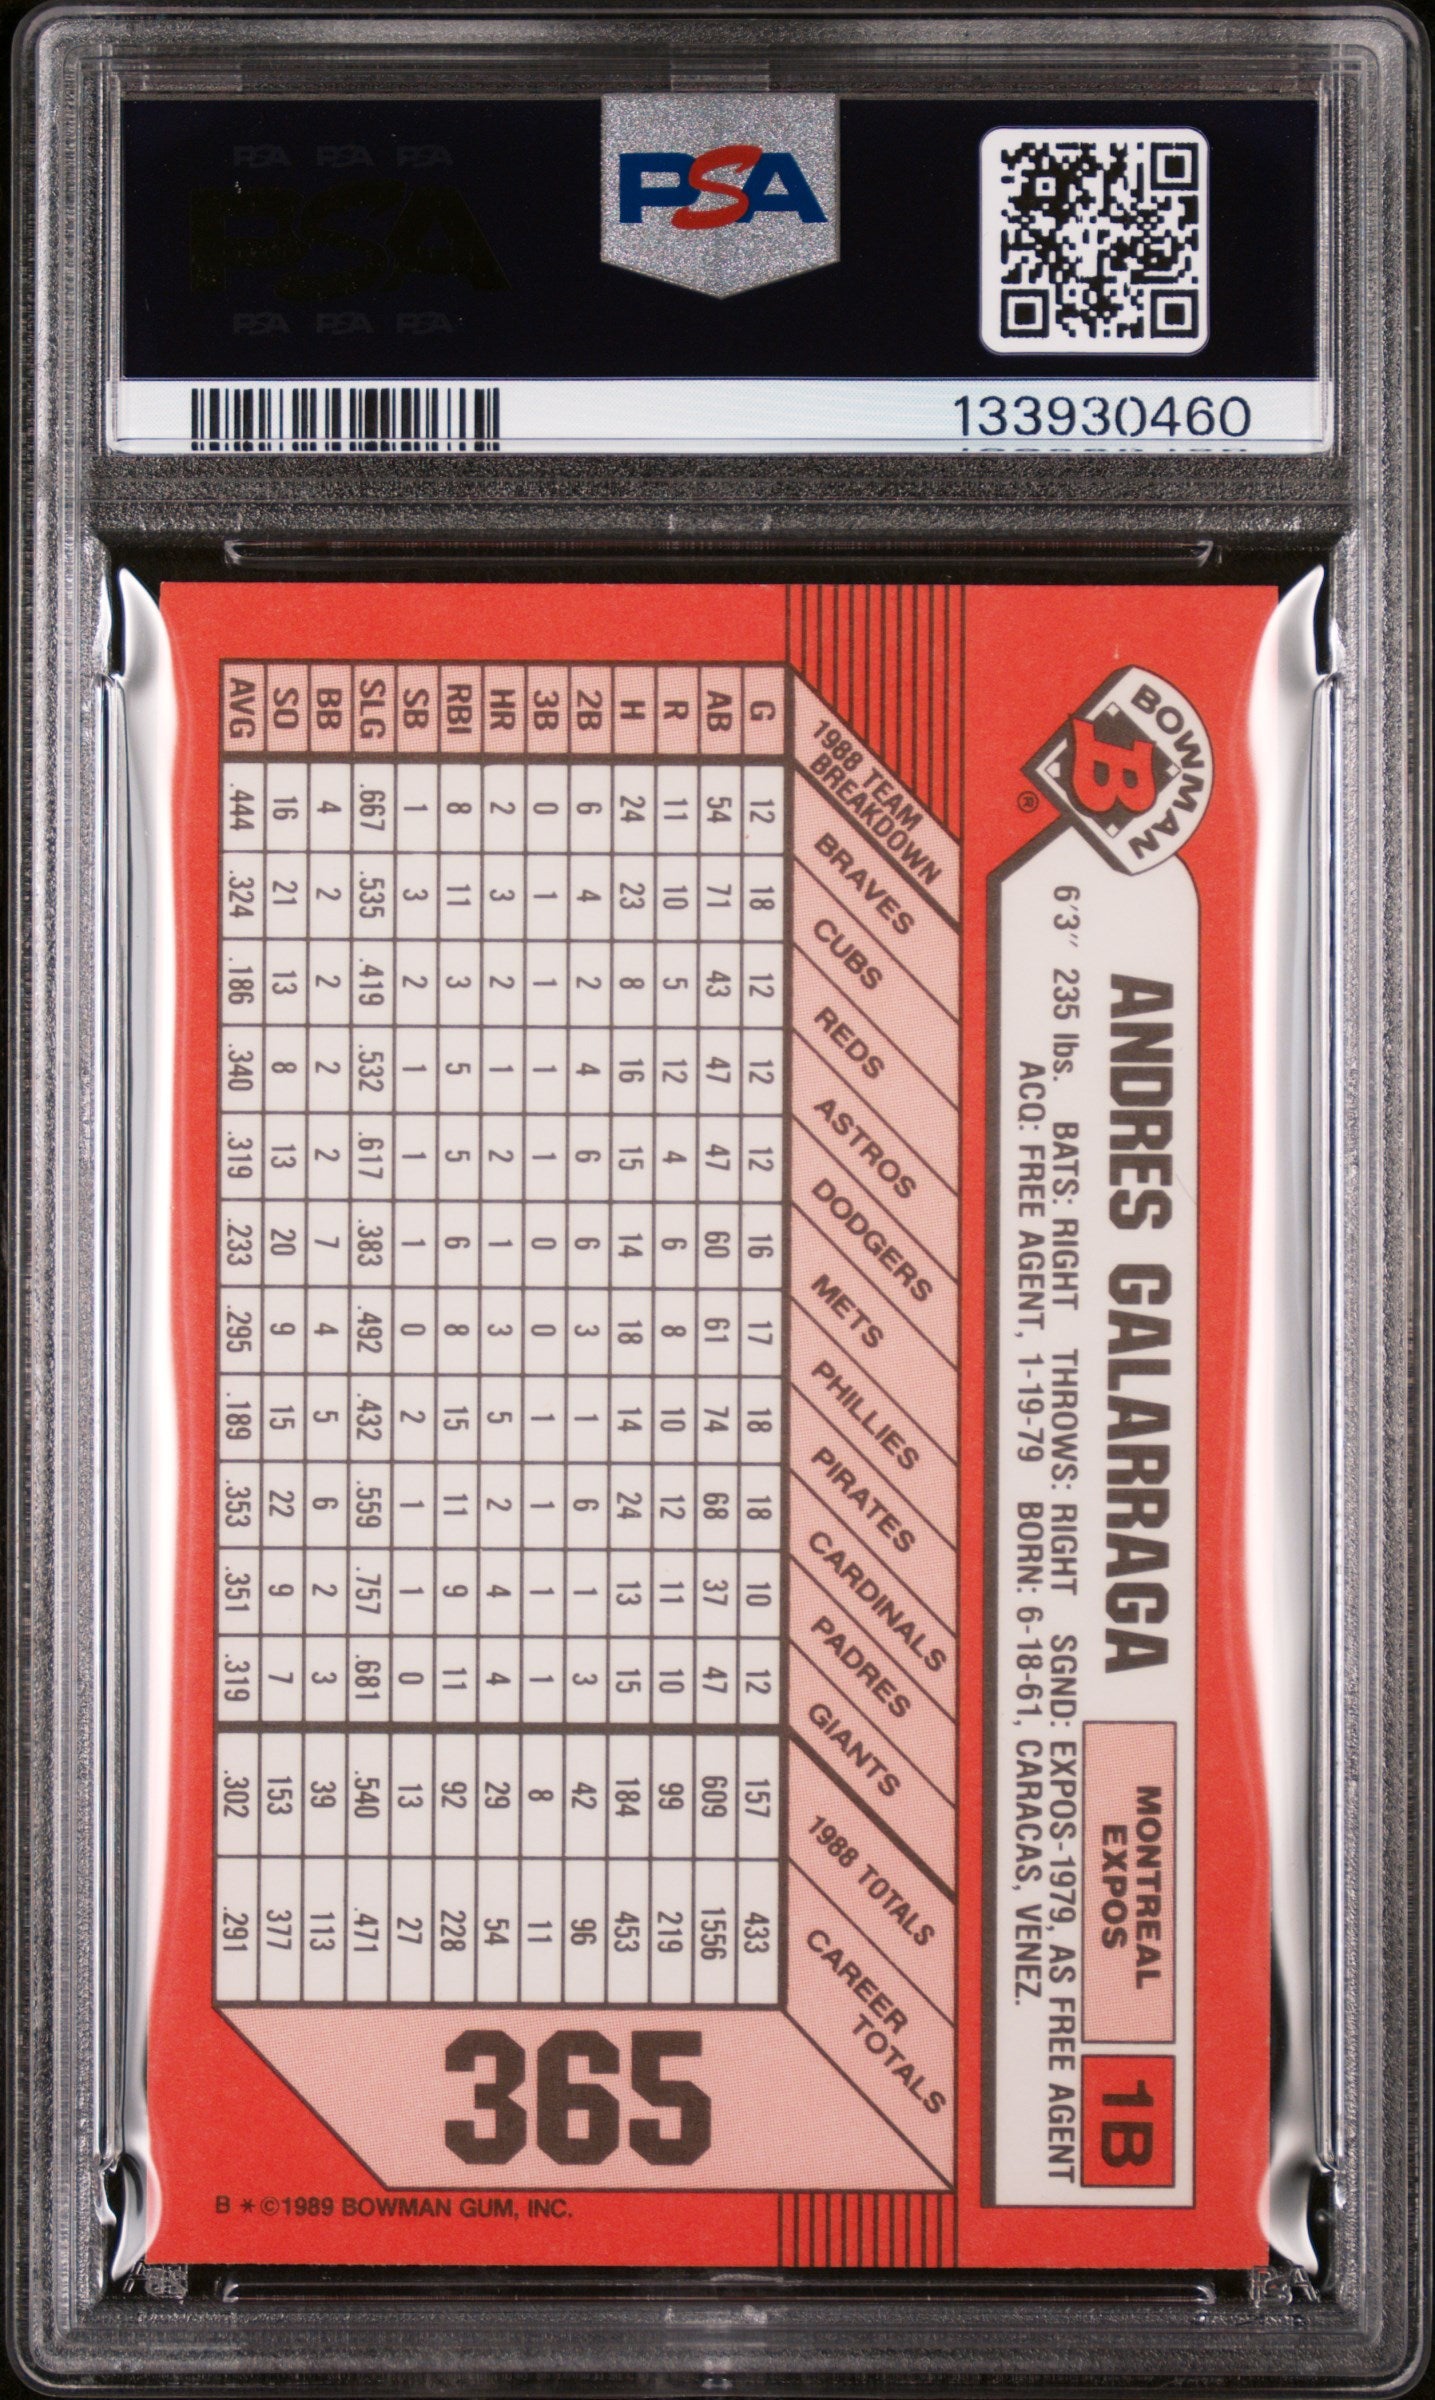 PSA PSA PSA
PSA
PSA PSA PSA
PSA
133930460
BOWMAN
B
®
ANDRES GALARRAGA
MONTREAL
EXPOS
1B
6'3" 235 lbs. BATS: RIGHT THROWS: RIGHT SGND: EXPOS-1979, AS FREE AGENT
ACQ: FREE AGENT, 1-19-79 BORN: 6-18-61, CARACAS, VENEZ.
1988 TEAM
BREAKDOWN
BRAVES
CUBS
REDS
ASTROS
DODGERS
METS
PHILLIES
PIRATES
CARDINALS
PADRES
GIANTS
1988 TOTALS
CAREER
TOTALS
G 12 18 12 12 12 16 17 18 18 10 12 157 433
AB 54 71 43 47 47 60 61 74 68 37 47 609 1556
R 11 10 5 12 4 6 8 10 12 11 10 99 219
H 24 23 8 16 15 14 18 14 24 13 15 184 453
2B 6 4 2 4 6 6 3 1 6 1 3 42 96
3B 0 1 1 1 1 0 0 1 1 1 1 8 11
HR 2 3 2 1 2 1 3 5 2 4 4 29 54
RBI 8 11 3 5 5 6 8 15 11 9 11 92 228
SB 1 3 2 1 1 1 0 2 1 1 0 13 27
SLG .667 .535 .419 .532 .617 .383 .492 .432 .559 .757 .681 .540 .471
BB 4 2 2 2 2 7 4 5 6 2 3 39 113
SO 16 21 13 8 13 20 9 15 22 9 7 153 377
AVG .444 .324 .186 .340 .319 .233 .295 .189 .353 .351 .319 .302 .291
365
B *©1989 BOWMAN GUM, INC.